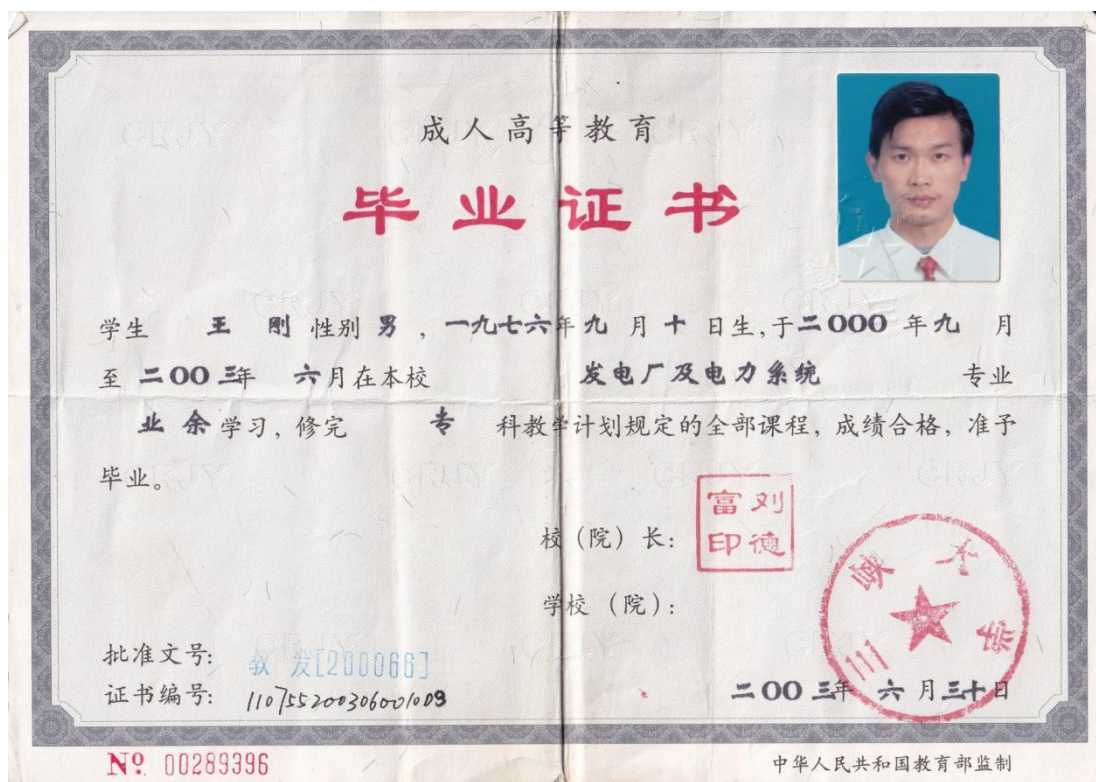 成人高等教育
毕业证书
学生 王 刚 性别 男 ，一九七六年 九 月 十 日生，于二000 年 九 月
至 二00三年 六月在本校 发电厂及电力系统 专业
业余 学习，修完 专 科教学计划规定的全部课程，成绩合格，准予
毕业。
校（院）长：
富刘
印德
学校（院）：
三峡大学
批准文号： 教 发[200066]
证书编号： 110755200306001009
二00三年 六 月三十日
№ 00289396
中华人民共和国教育部监制
CRJY